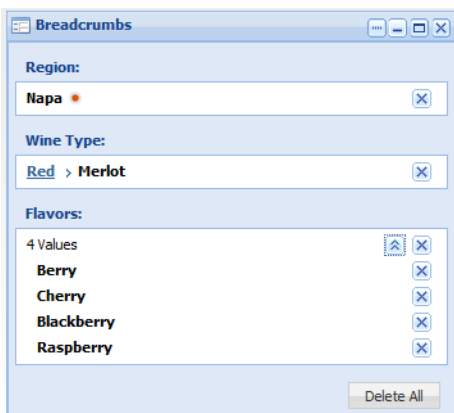 Breadcrumbs
Region:
Napa
Wine Type:
Red > Merlot
Flavors:
4 Values
Berry
Cherry
Blackberry
Raspberry
Delete All